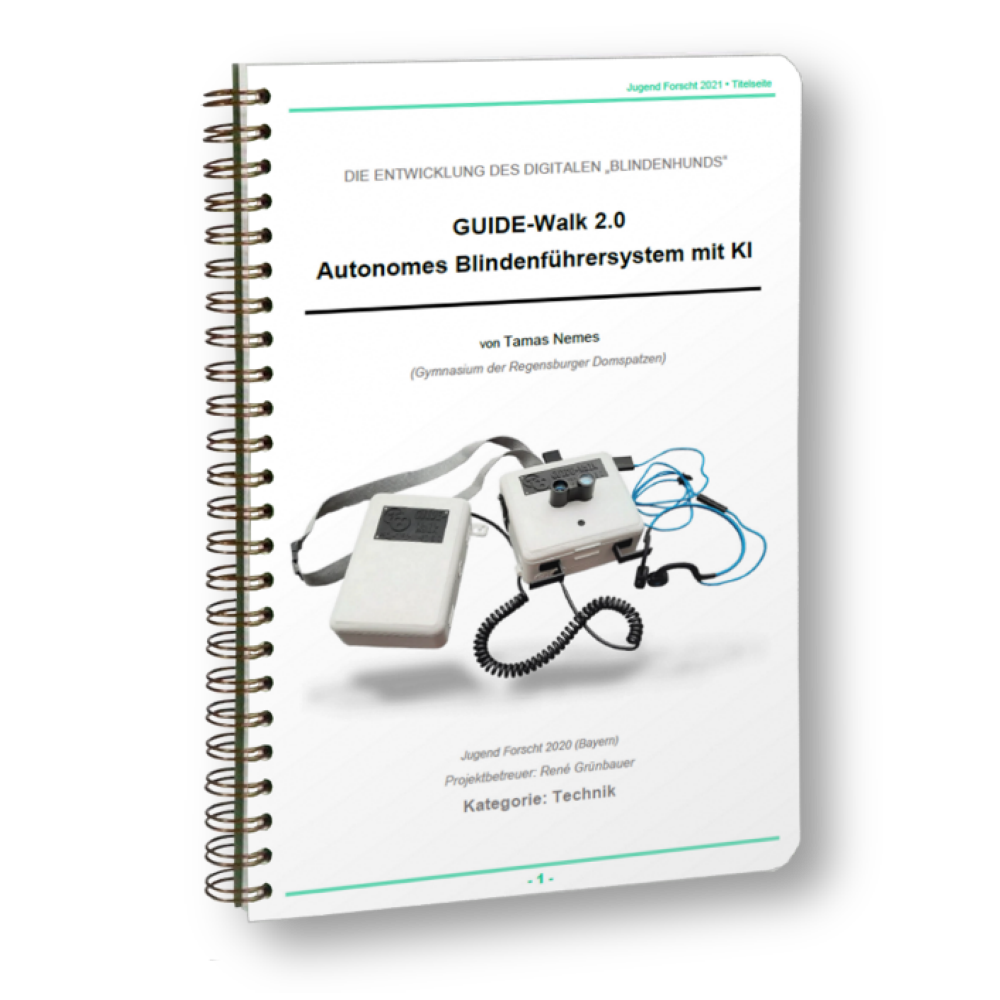 Jugend Forscht 2021 • Titelseite
DIE ENTWICKLUNG DES DIGITALEN „BLINDENHUNDS“
GUIDE-Walk 2.0
Autonomes Blindenführersystem mit KI
von Tamas Nemes
(Gymnasium der Regensburger Domspatzen)
Jugend Forscht 2020 (Bayern)
Projektbetreuer: René Grünbauer
Kategorie: Technik
- 1 -